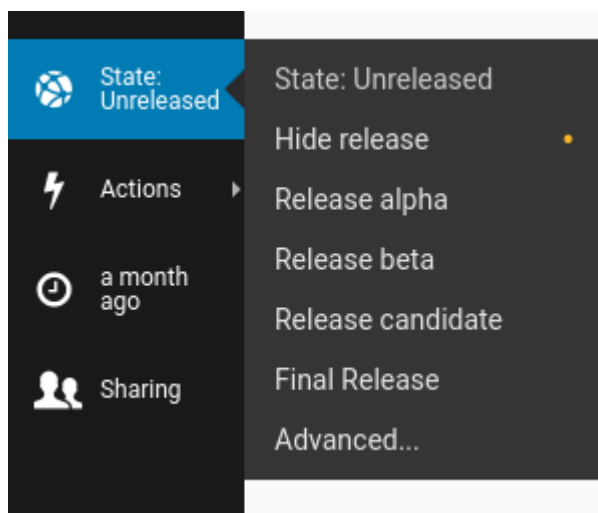 State:
Unreleased
Actions
a month
ago
Sharing
State: Unreleased
Hide release
Release alpha
Release beta
Release candidate
Final Release
Advanced...